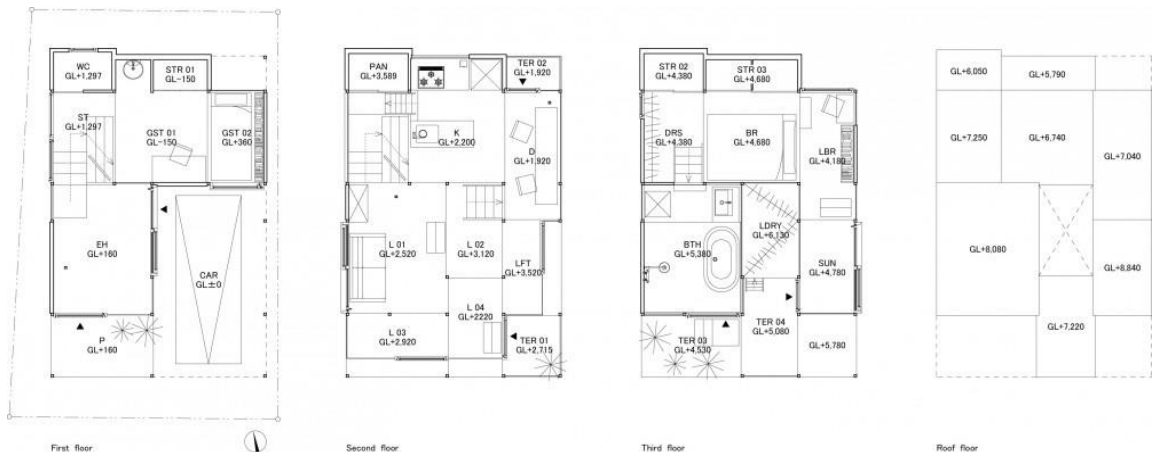 WC
GL+1,297
STR 01
GL-150
ST
GL+1,297
GST 01
GL-150
GST 02
GL+360
EH
GL+160
CAR
GL±0
P
GL+160
First floor
PAN
GL+3,589
TER 02
GL+1,920
K
GL+2,200
D
GL+1,920
L 01
GL+2,520
L 02
GL+3,120
LFT
GL+3,520
L 04
GL+2220
L 03
GL+2,920
TER 01
GL+2,715
Second floor
STR 02
GL+4,380
STR 03
GL+4,680
DRS
GL+4,380
BR
GL+4,680
LBR
GL+4,180
LDRY
GL+6,130
BTH
GL+5,380
SUN
GL+4,780
TER 03
GL+4,530
TER 04
GL+5,080
GL+5,780
Third floor
GL+6,050
GL+5,790
GL+7,250
GL+6,740
GL+7,040
GL+8,080
GL+8,840
GL+7,220
Roof floor